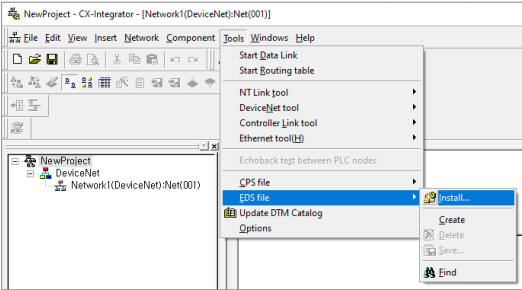 NewProject - CX-Integrator - [Network1(DeviceNet):Net(001)]
File Edit View Insert Network Component Tools Windows Help
Start Data Link
Start Routing table
NT Link tool
DeviceNet tool
Controller Link tool
Ethernet tool(H)
Echoback test between PLC nodes
CPS file
EDS file
Update DTM Catalog
Options
Install...
Create
Delete
Save...
Find
NewProject
DeviceNet
Network1(DeviceNet):Net(001)